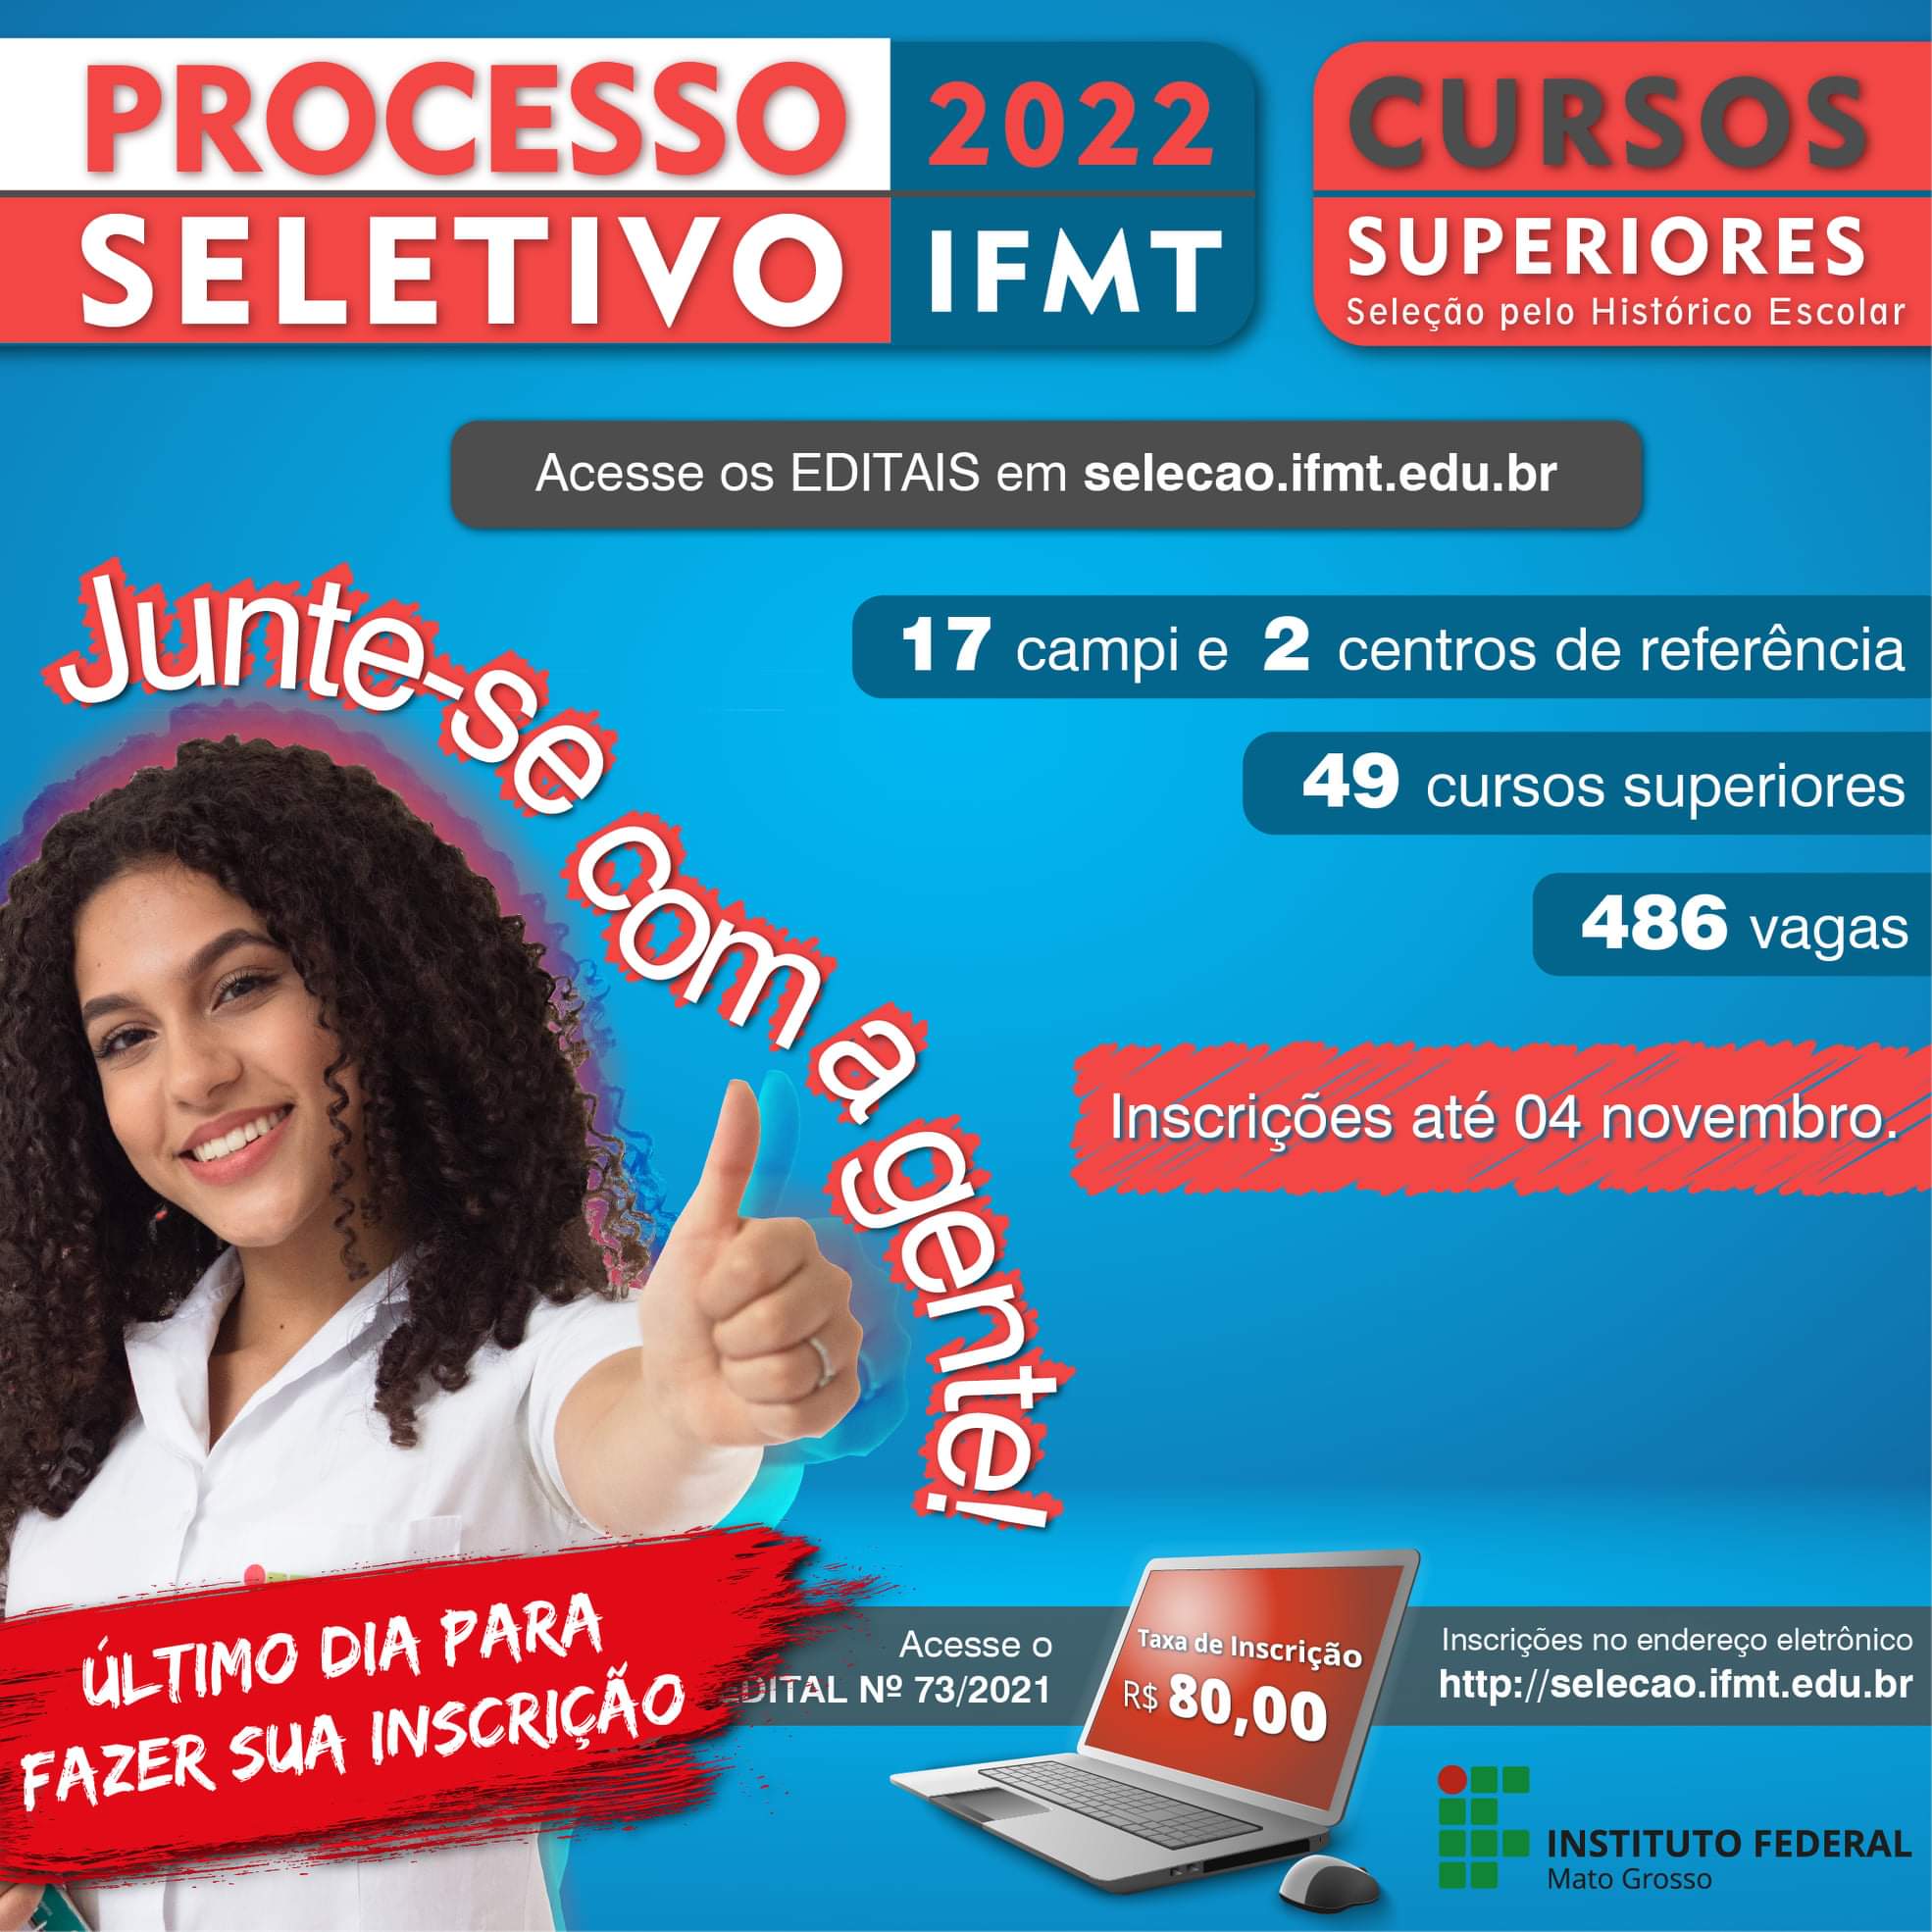 PROCESSO
SELETIVO
2022
IFMT
CURSOS
SUPERIORES
Seleção pelo Histórico Escolar
Acesse os EDITAIS em selecao.ifmt.edu.br
Junte-se com a gente!
17 campi e 2 centros de referência
49 cursos superiores
486 vagas
Inscrições até 04 novembro.
ÚLTIMO DIA PARA
FAZER SUA INSCRIÇÃO
Acesse o
EDITAL Nº 73/2021
Taxa de Inscrição
R$ 80,00
Inscrições no endereço eletrônico
http://selecao.ifmt.edu.br
INSTITUTO FEDERAL
Mato Grosso